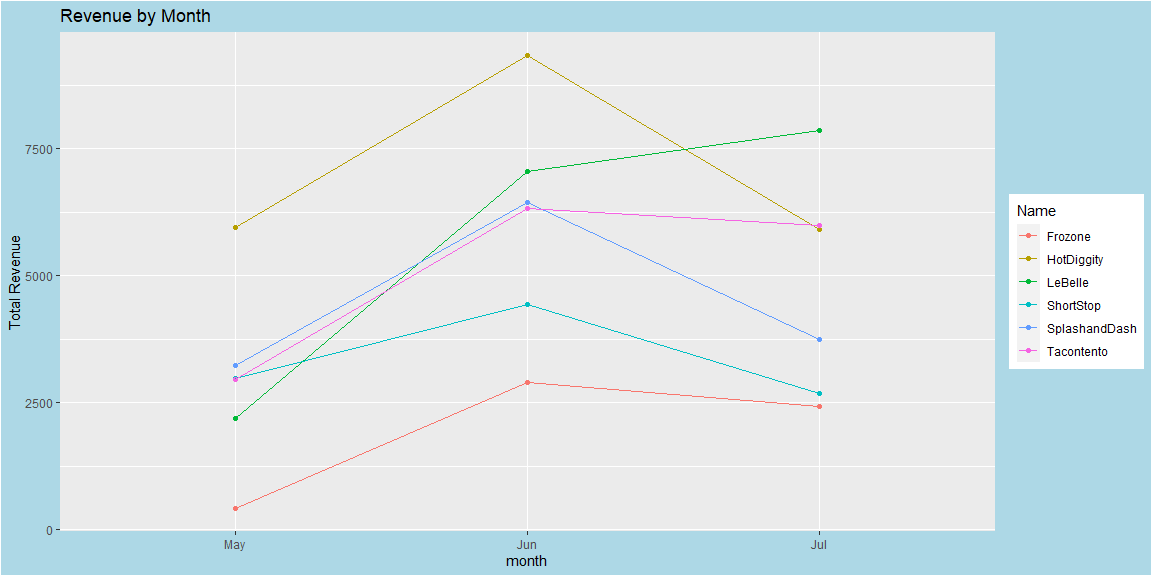 Revenue by Month
Total Revenue
7500
5000
2500
0
May
Jun
Jul
month
Name
Frozone
HotDiggity
LeBelle
ShortStop
SplashandDash
Tacontento